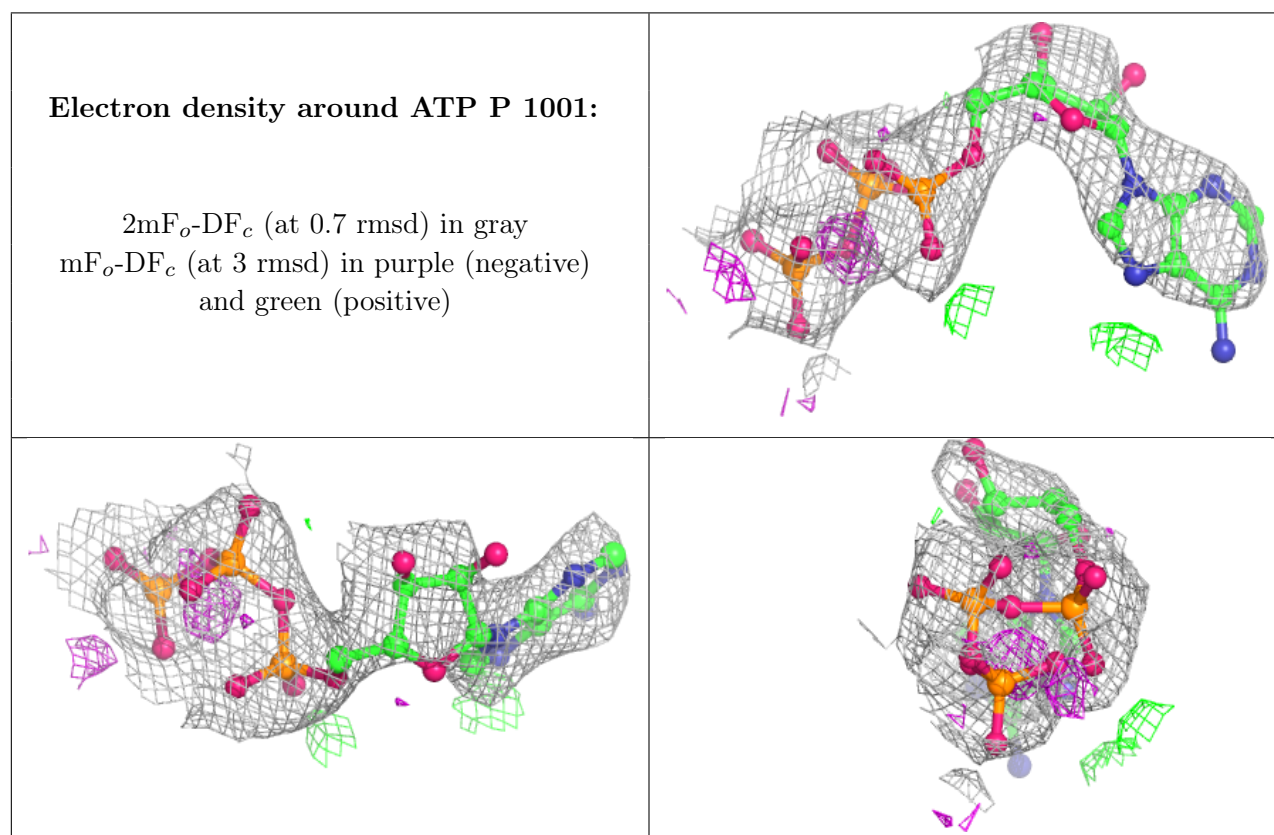 Electron density around ATP P 1001:
2mFo-DFc (at 0.7 rmsd) in gray
mFo-DFc (at 3 rmsd) in purple (negative)
and green (positive)